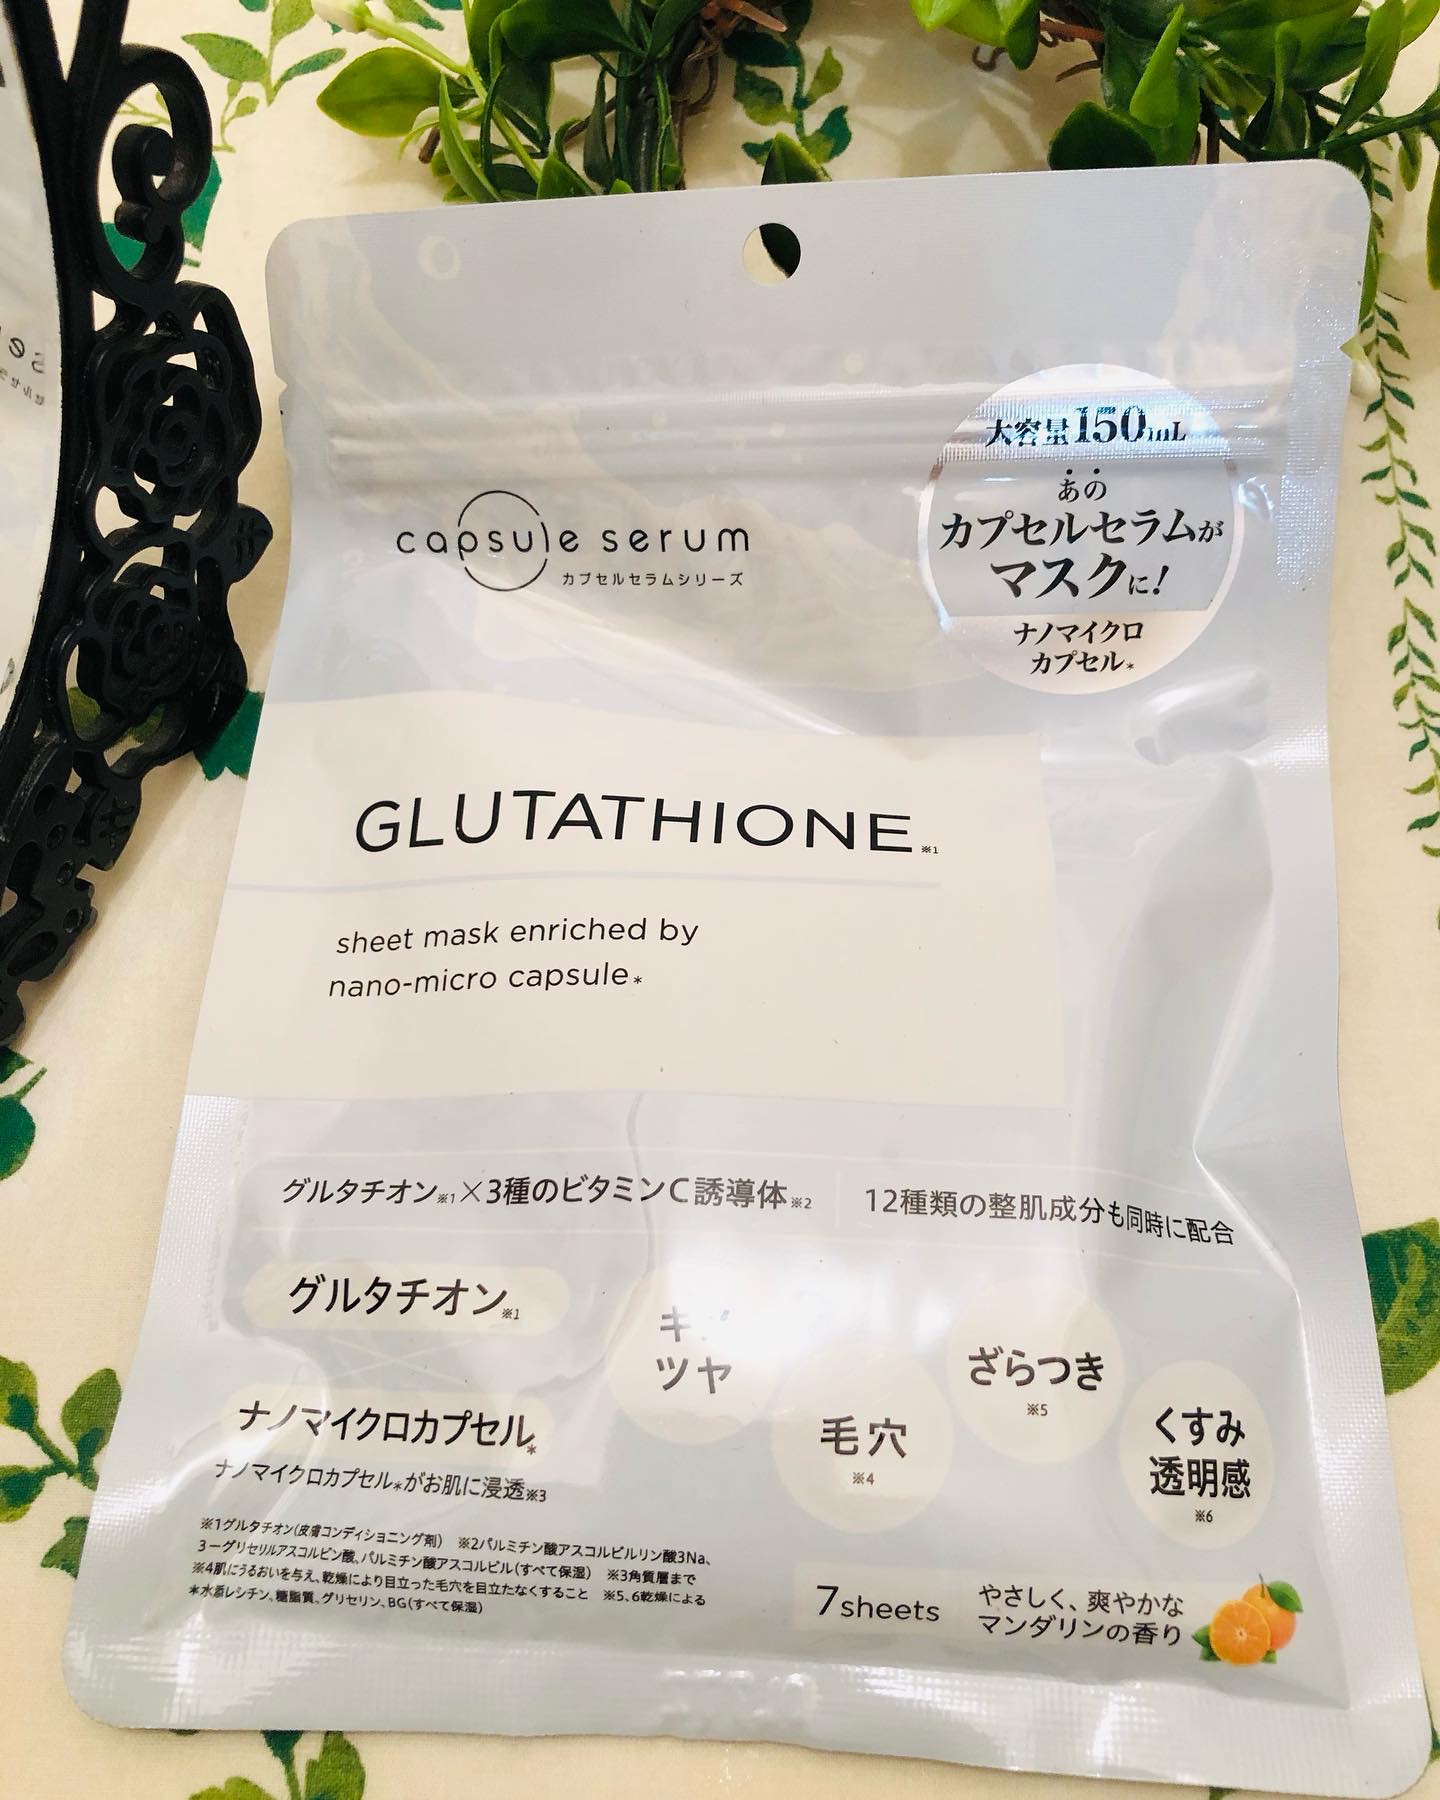 大容量150mL
あの
カプセルセラムが
マスクに!
ナノマイクロ
カプセル*
capsule serum
カプセルセラムシリーズ
GLUTATHIONE※1
sheet mask enriched by
nano-micro capsule*
グルタチオン※1×3種のビタミンC誘導体※2
12種類の整肌成分も同時に配合
グルタチオン※1
ナノマイクロカプセル*
ナノマイクロカプセル*がお肌に浸透※3
キ
ツヤ
毛穴
※4
ざらつき
※5
くすみ
透明感
※6
※1グルタチオン(皮膚コンディショニング剤) ※2パルミチン酸アスコルビルリン酸3Na、
3ーグリセリルアスコルビン酸、パルミチン酸アスコルビル(すべて保湿) ※3角質層まで
※4肌にうるおいを与え、乾燥により目立った毛穴を目立たなくすること ※5、6乾燥による
*水添レシチン、糖脂質、グリセリン、BG(すべて保湿)
7sheets
やさしく、爽やかな
マンダリンの香り